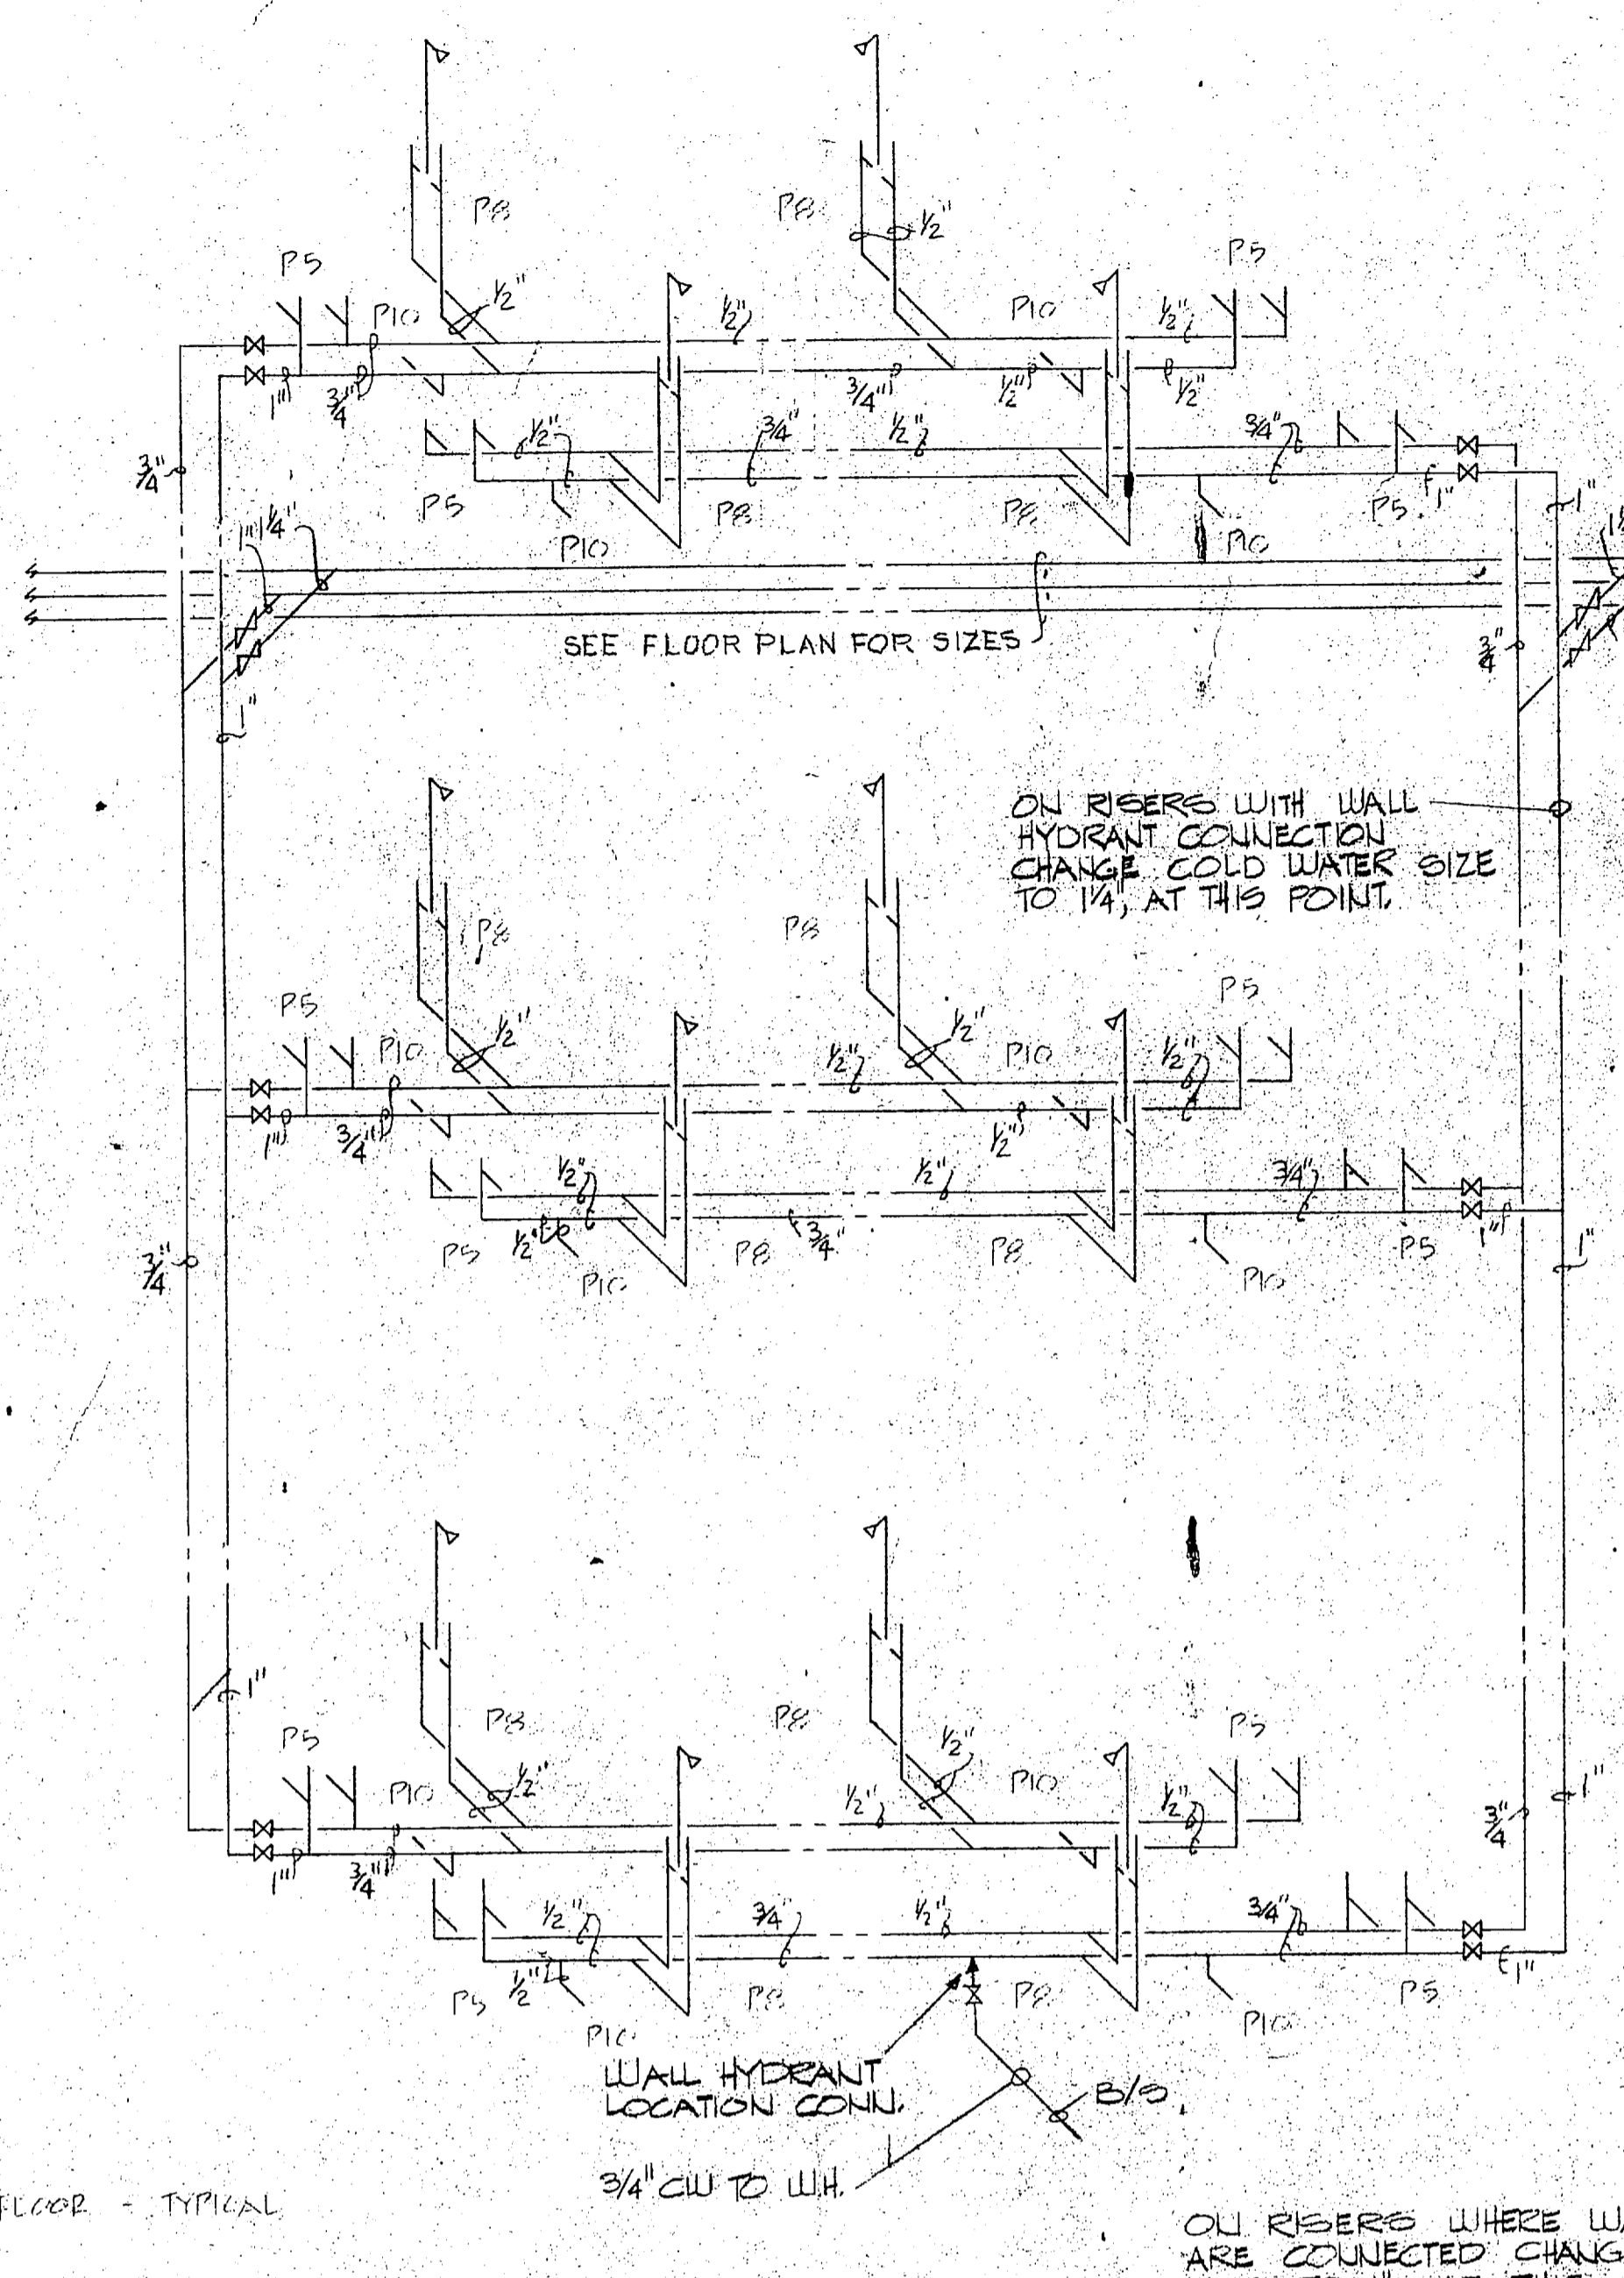 P8
P8
1/2"
P5
P5
1/2"
P10
1/2"
P10
1/2"
1"
3/4"
3/4"
1/2"
1/2"
1/2"
3/4"
1/2"
3/4"
3/4"
P5
P8
P8
P5
1"
1"
P10
P10
1"
1 1/4"
SEE FLOOR PLAN FOR SIZES
3/4"
1"
ON RISERS WITH WALL
HYDRANT CONNECTION
CHANGE COLD WATER SIZE
TO 1 1/4", AT THIS POINT.
P8
P8
P5
P5
P10
1/2"
1/2"
1/2"
P10
1/2"
1"
3/4"
1/2"
1/2"
1/2"
3/4"
P5
1/2"
P8
3/4"
P8
P5
1"
1"
3/4"
P10
P10
1"
P8
P8
P5
P5
P10
1/2"
1/2"
1/2"
P10
1/2"
1"
3/4"
3/4"
1"
1/2"
3/4"
1/2"
3/4"
P5
1/2"
P8
P8
P5
1"
P10
P10
WALL HYDRANT
LOCATION CONN.
B/S
3/4" CW TO W.H.
FLOOR - TYPICAL
ON RISERS WHERE
ARE CONNECTED